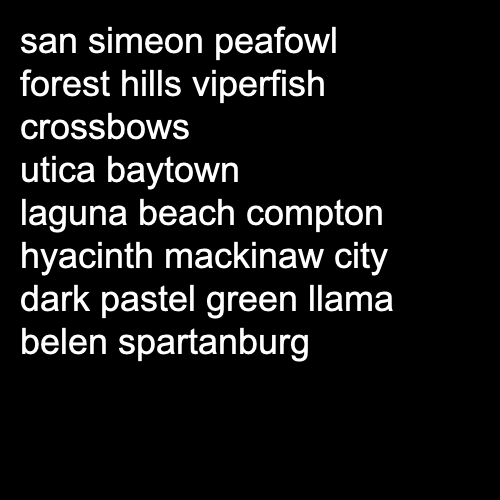 san simeon peafowl
forest hills viperfish
crossbows
utica baytown
laguna beach compton
hyacinth mackinaw city
dark pastel green llama
belen spartanburg